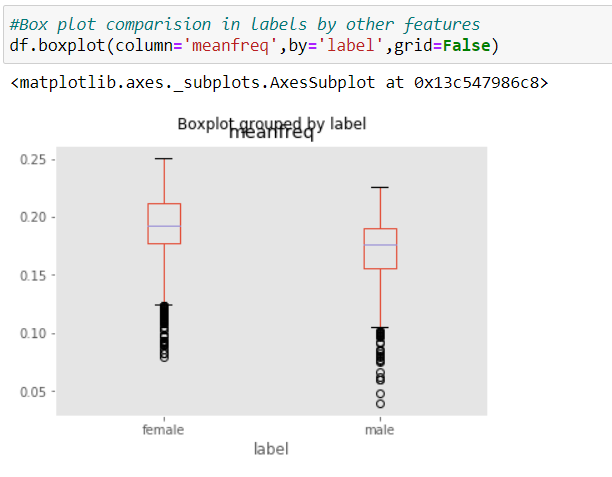 #Box plot comparision in labels by other features
df.boxplot(column='meanfreq',by='label',grid=False)
<matplotlib.axes._subplots.AxesSubplot at 0x13c547986c8>
Boxplot grouped by label
meanfreq
0.25
0.20
0.15
0.10
0.05
female male
label